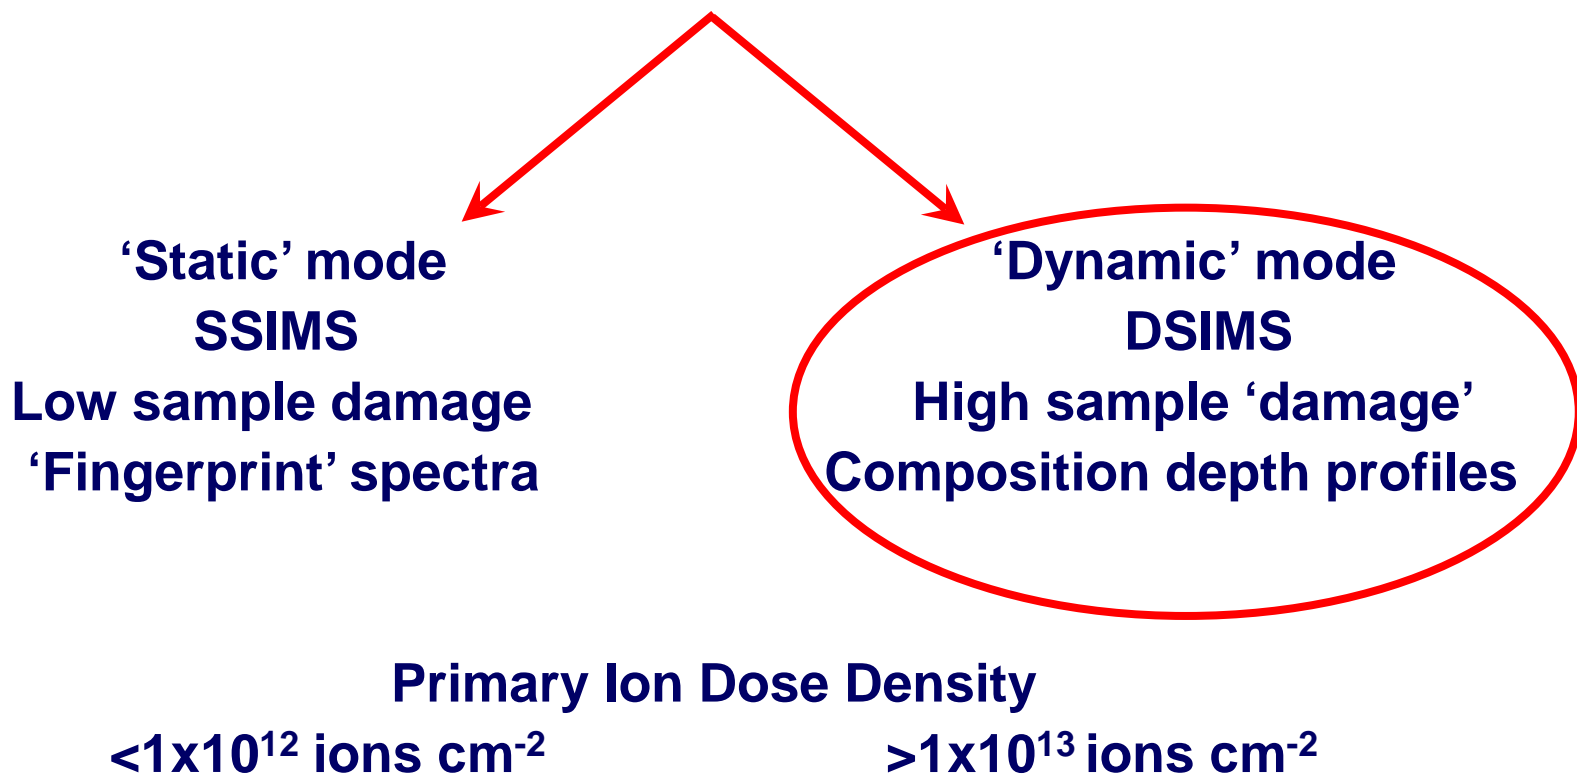 ‘Static’ mode
SSIMS
Low sample damage
‘Fingerprint’ spectra
‘Dynamic’ mode
DSIMS
High sample ‘damage’
Composition depth profiles
Primary Ion Dose Density
<1x10¹² ions cm⁻² >1x10¹³ ions cm⁻²